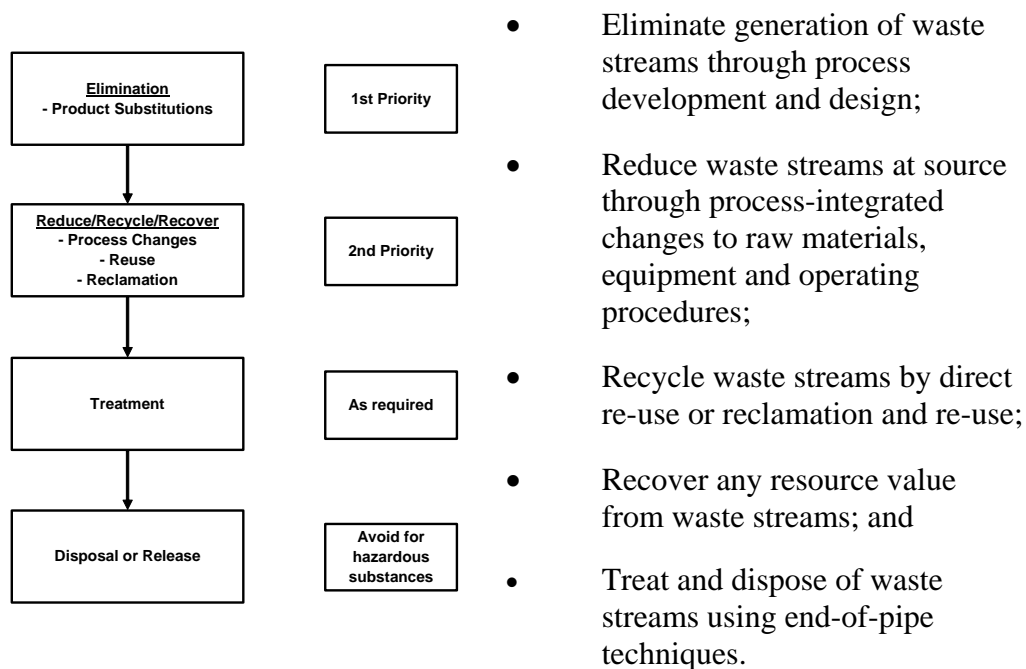 Elimination
- Product Substitutions
1st Priority
Reduce/Recycle/Recover
- Process Changes
- Reuse
- Reclamation
2nd Priority
Treatment
As required
Disposal or Release
Avoid for
hazardous
substances
• Eliminate generation of waste
streams through process
development and design;
• Reduce waste streams at source
through process-integrated
changes to raw materials,
equipment and operating
procedures;
• Recycle waste streams by direct
re-use or reclamation and re-use;
• Recover any resource value
from waste streams; and
• Treat and dispose of waste
streams using end-of-pipe
techniques.